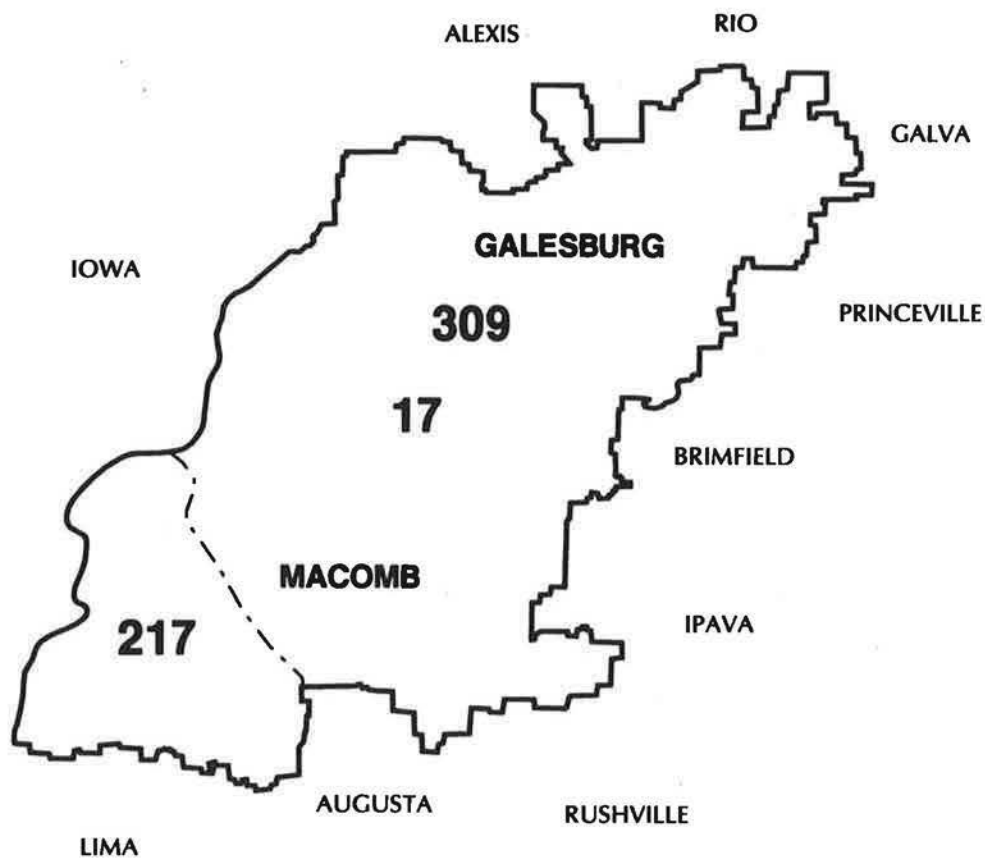 RIO
ALEXIS
GALVA
GALESBURG
IOWA
PRINCEVILLE
309
17
BRIMFIELD
MACOMB
IPAVA
217
AUGUSTA
RUSHVILLE
LIMA